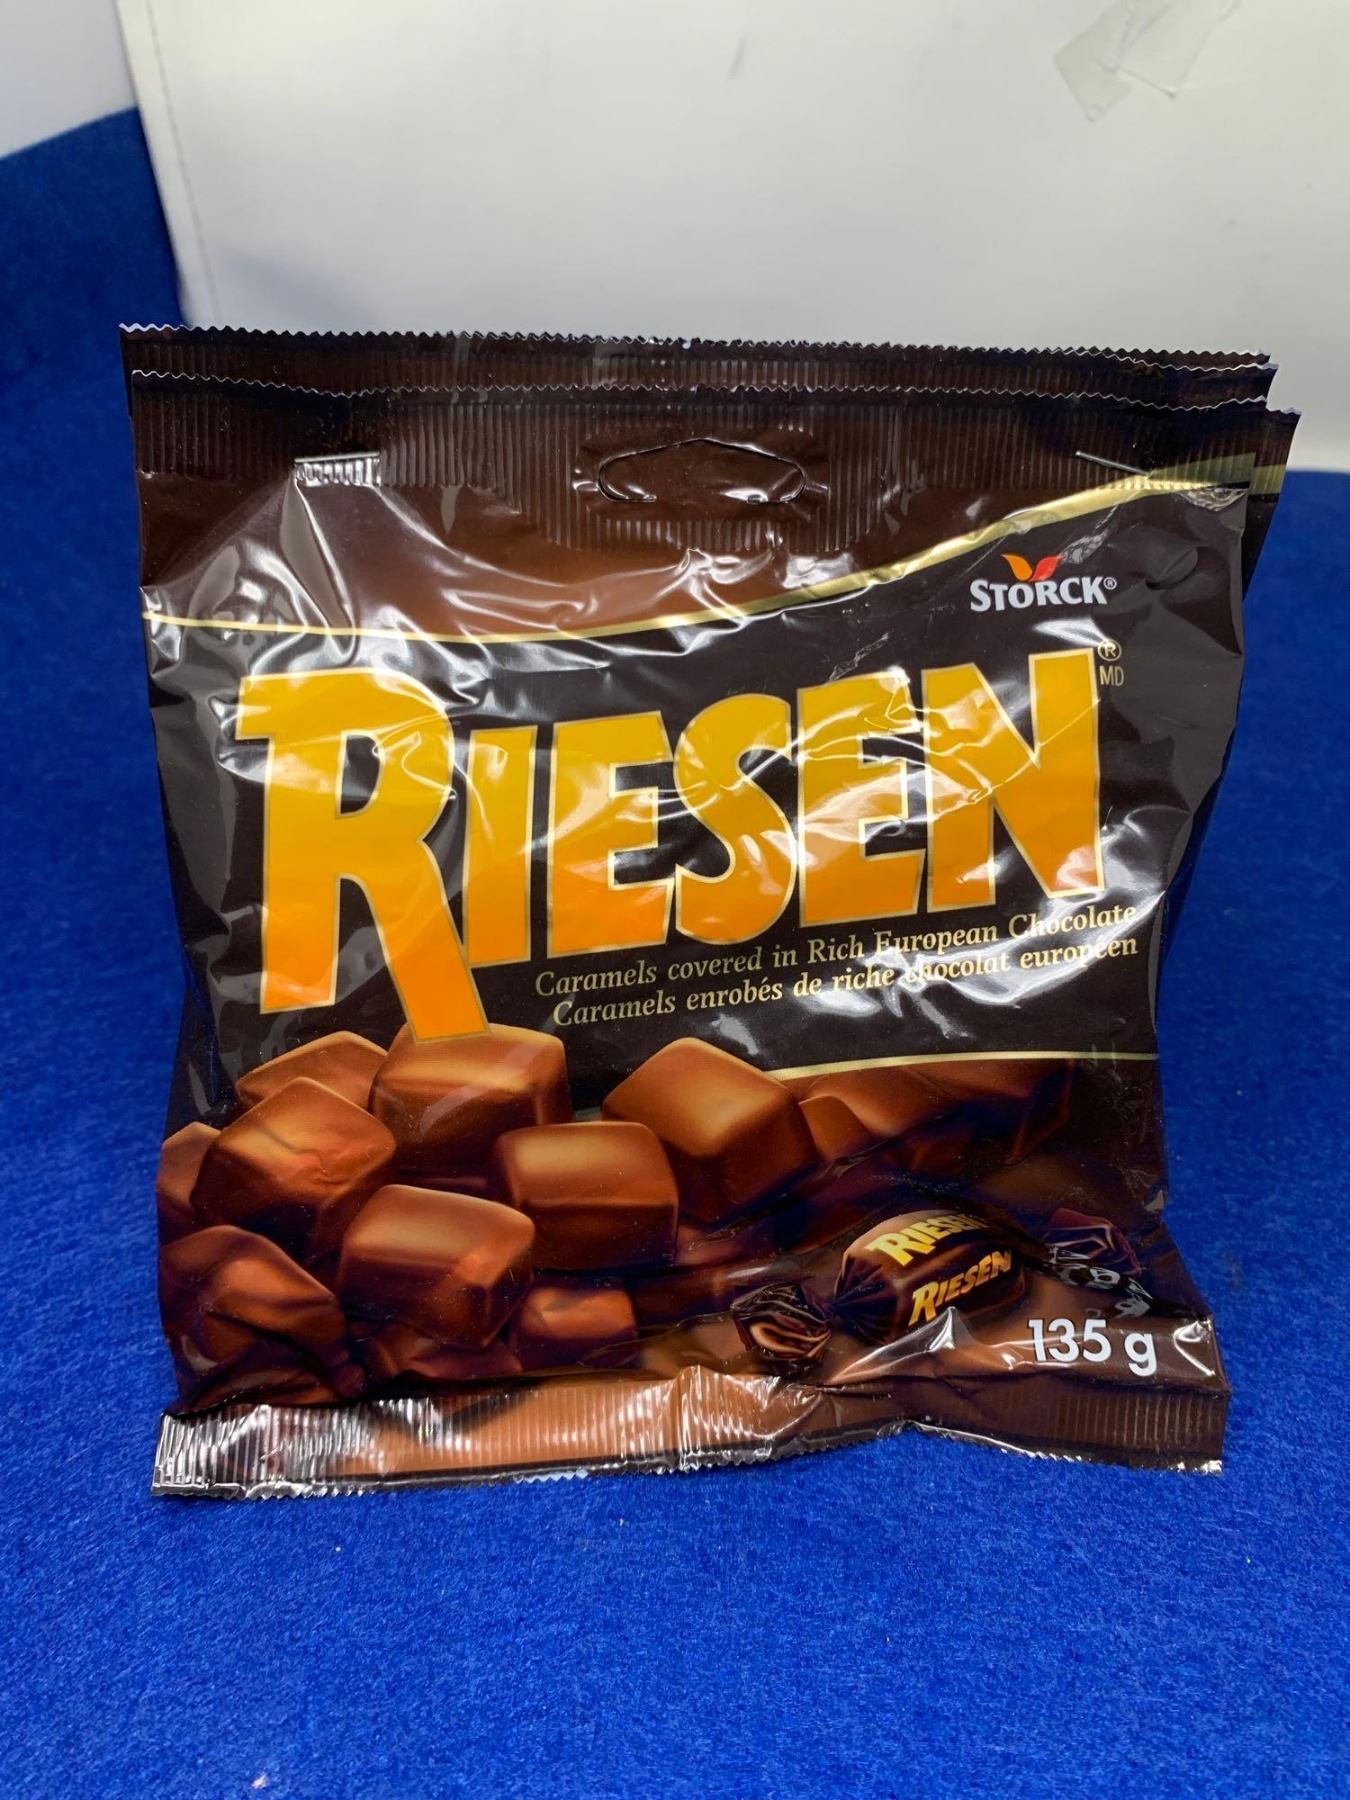 STORCK®
RIESEN
®
MD
Caramels covered in Rich European Chocolate
Caramels enrobés de riche chocolat européen
RIESEN
RIESEN
135 g